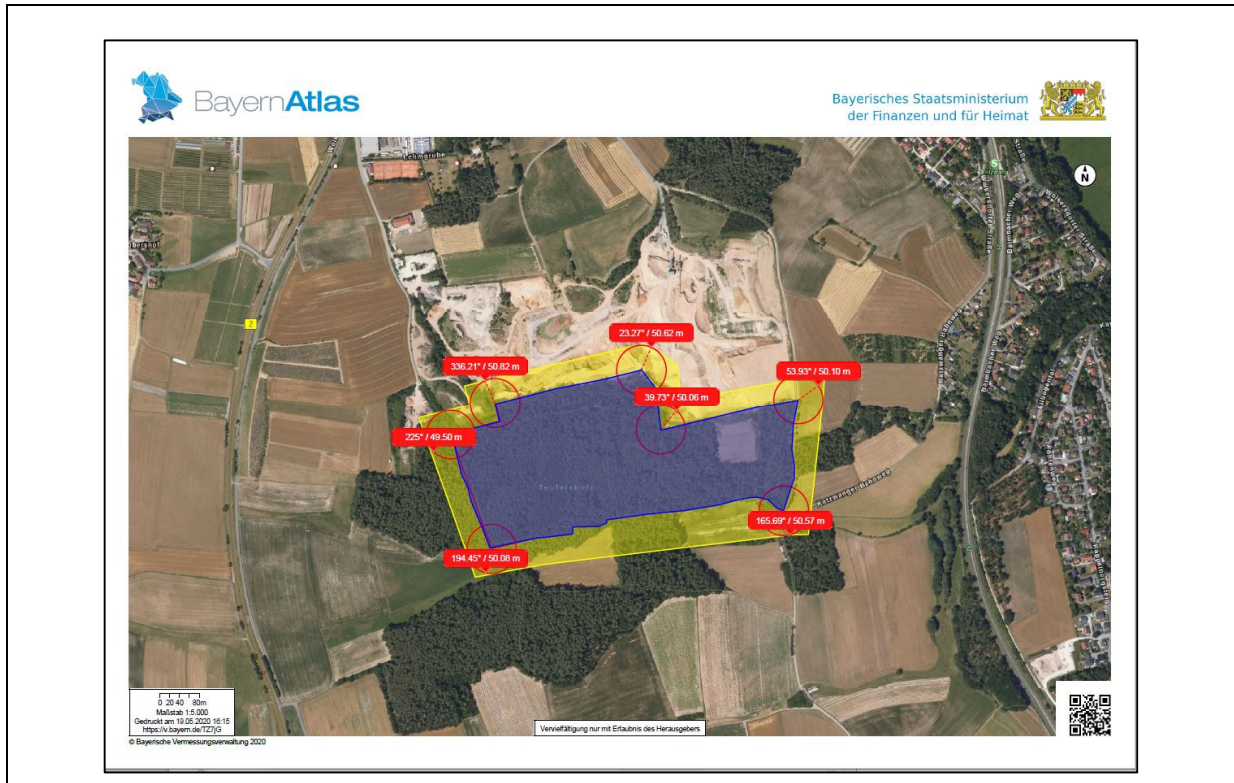 BayernAtlas
Bayerisches Staatsministerium
der Finanzen und für Heimat
Lehmgrube
N
2
23.27° / 50.62 m
336.21° / 50.82 m
53.93° / 50.10 m
39.73° / 50.06 m
225° / 49.50 m
Teufelsholz
Katzwanger Bahnweg
165.69° / 50.57 m
194.45° / 50.08 m
0 20 40 80m
Maßstab 1:5.000
Gedruckt am 19.05.2020 16:15
https://v.bayern.de/TZ7jG
Vervielfältigung nur mit Erlaubnis des Herausgebers
© Bayerische Vermessungsverwaltung 2020